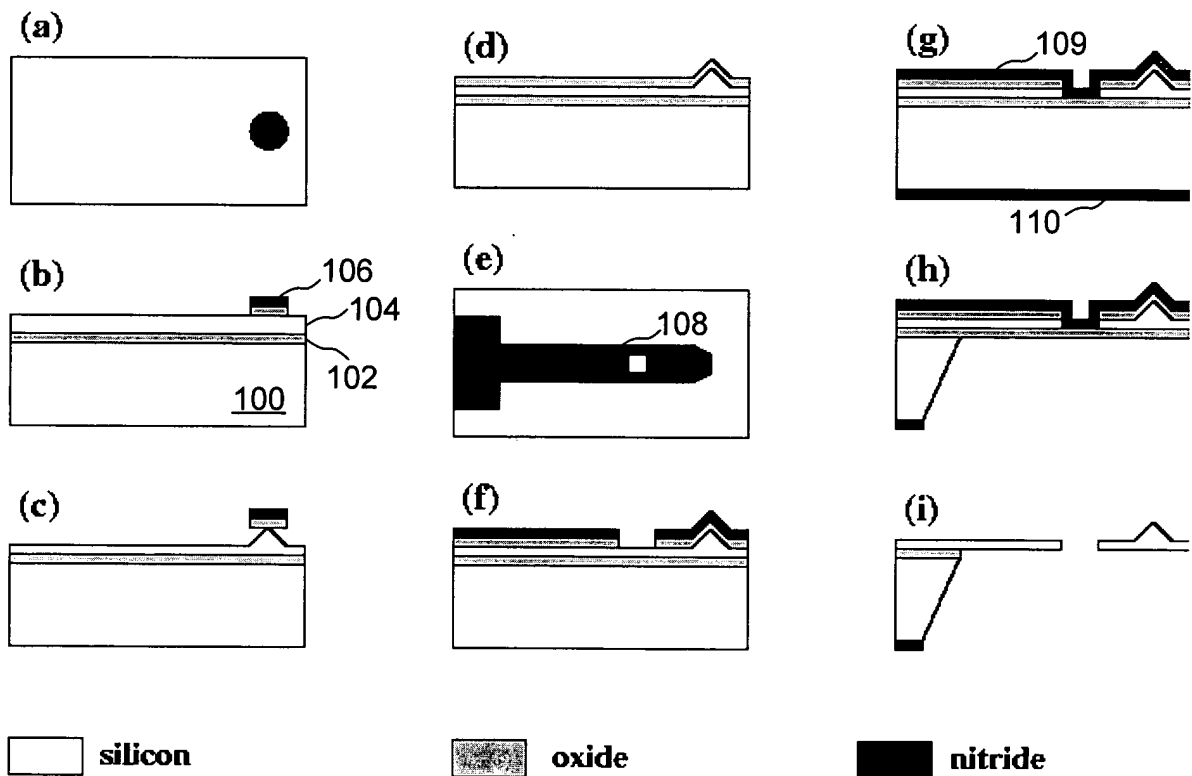 (a)
(d)
(g)
109
110
(b)
106
104
102
100
(e)
108
(h)
(c)
(f)
(i)
silicon
oxide
nitride